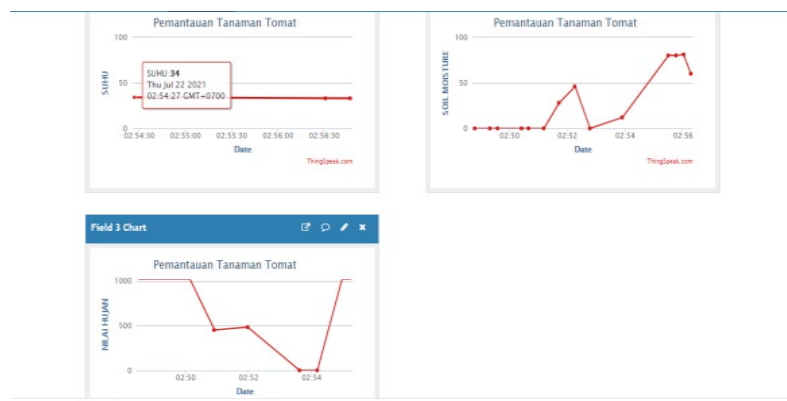 Pemantauan Tanaman Tomat
100
SUHU
50
0
SUHU: 34
Thu Jul 22 2021
02:54:27 GMT+0700
02:54:30 02:55:00 02:55:30 02:56:00 02:56:30
Date
ThingSpeak.com
Pemantauan Tanaman Tomat
100
SOIL MOISTURE
50
0
02:50 02:52 02:54 02:56
Date
ThingSpeak.com
Field 3 Chart
Pemantauan Tanaman Tomat
1000
NILAI HUJAN
500
0
02:50 02:52 02:54
Date